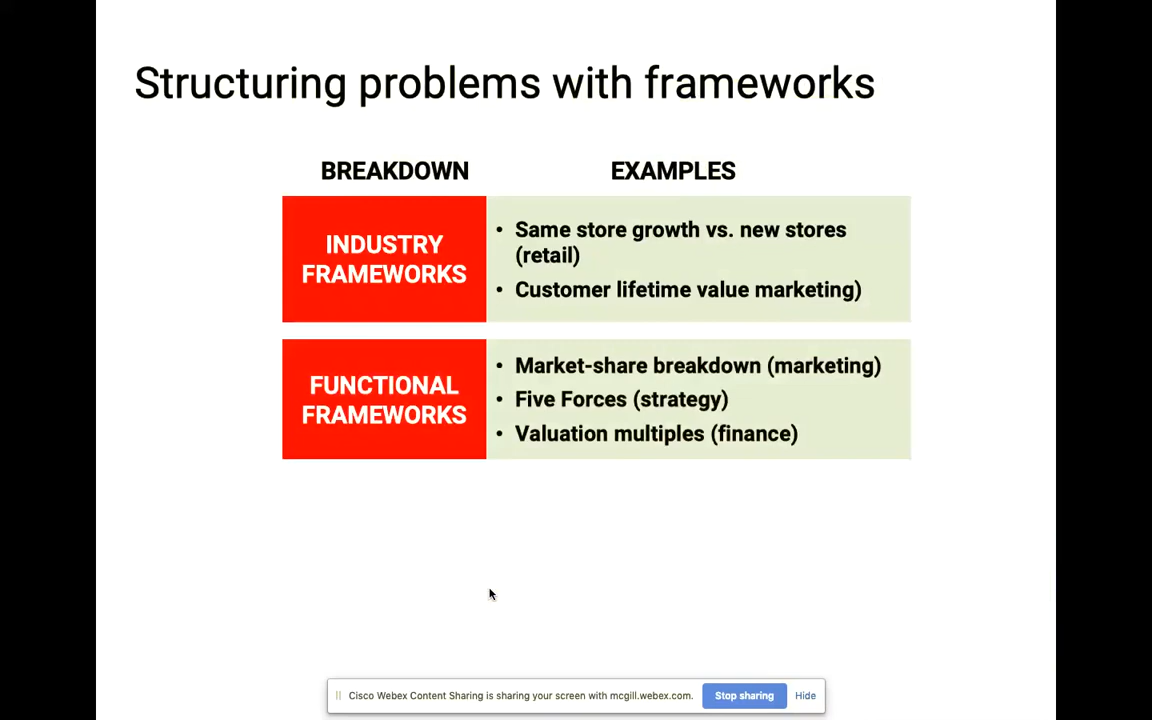 Structuring problems with frameworks
BREAKDOWN
EXAMPLES
INDUSTRY
FRAMEWORKS
• Same store growth vs. new stores
(retail)
• Customer lifetime value marketing)
FUNCTIONAL
FRAMEWORKS
• Market-share breakdown (marketing)
• Five Forces (strategy)
• Valuation multiples (finance)
Cisco Webex Content Sharing is sharing your screen with mcgill.webex.com.
Stop sharing
Hide